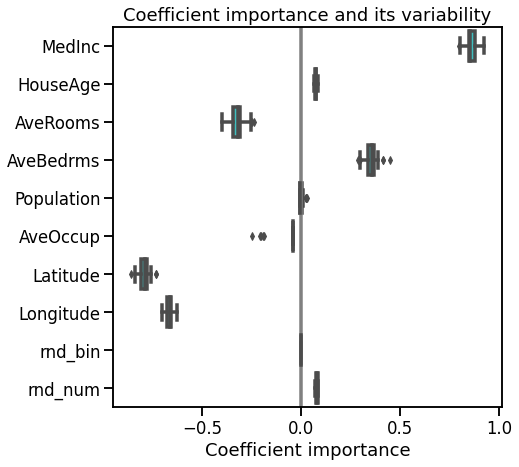 Coefficient importance and its variability
MedInc
HouseAge
AveRooms
AveBedrms
Population
AveOccup
Latitude
Longitude
rnd_bin
rnd_num
−0.5 0.0 0.5 1.0
Coefficient importance